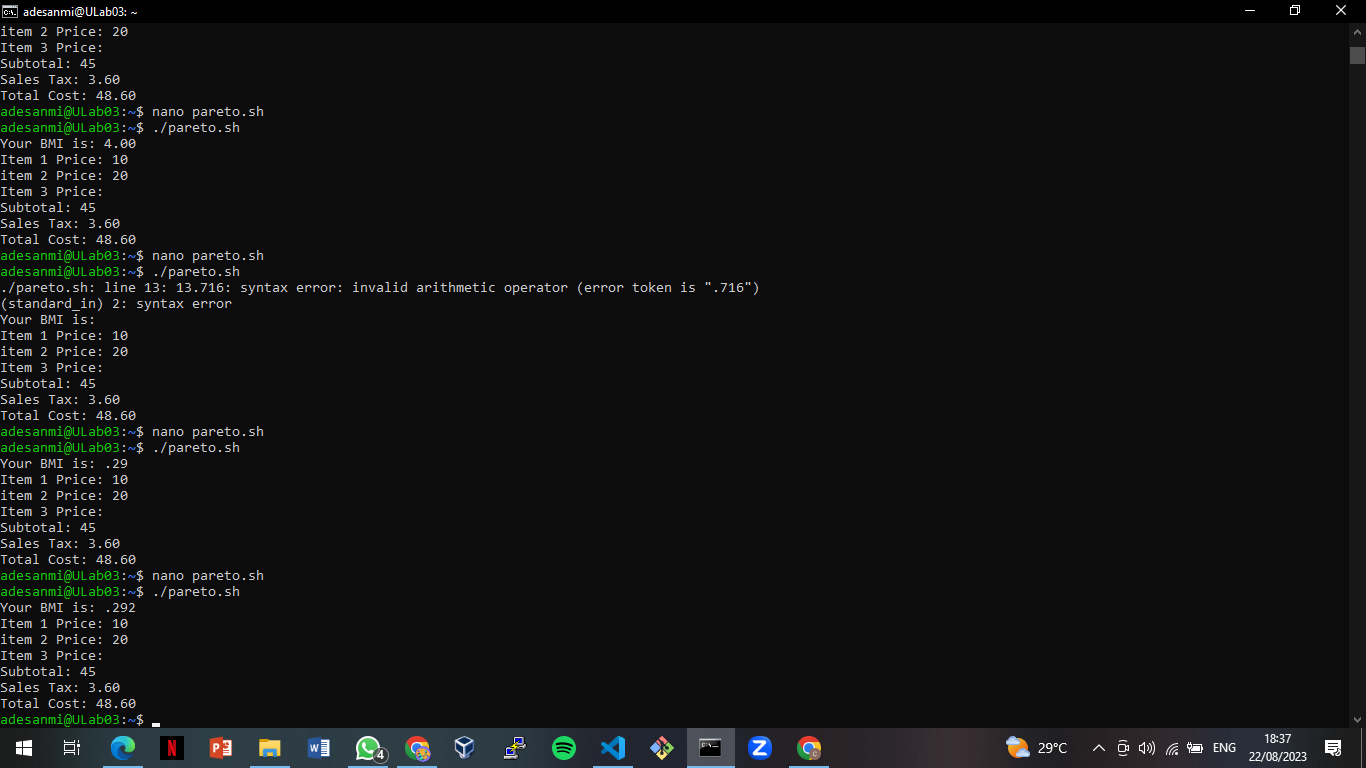 adesanmi@ULab03: ~
item 2 Price: 20
Item 3 Price:
Subtotal: 45
Sales Tax: 3.60
Total Cost: 48.60
adesanmi@ULab03:~$ nano pareto.sh
adesanmi@ULab03:~$ ./pareto.sh
Your BMI is: 4.00
Item 1 Price: 10
item 2 Price: 20
Item 3 Price:
Subtotal: 45
Sales Tax: 3.60
Total Cost: 48.60
adesanmi@ULab03:~$ nano pareto.sh
adesanmi@ULab03:~$ ./pareto.sh
./pareto.sh: line 13: 13.716: syntax error: invalid arithmetic operator (error token is ".716")
(standard_in) 2: syntax error
Your BMI is:
Item 1 Price: 10
item 2 Price: 20
Item 3 Price:
Subtotal: 45
Sales Tax: 3.60
Total Cost: 48.60
adesanmi@ULab03:~$ nano pareto.sh
adesanmi@ULab03:~$ ./pareto.sh
Your BMI is: .29
Item 1 Price: 10
item 2 Price: 20
Item 3 Price:
Subtotal: 45
Sales Tax: 3.60
Total Cost: 48.60
adesanmi@ULab03:~$ nano pareto.sh
adesanmi@ULab03:~$ ./pareto.sh
Your BMI is: .292
Item 1 Price: 10
item 2 Price: 20
Item 3 Price:
Subtotal: 45
Sales Tax: 3.60
Total Cost: 48.60
adesanmi@ULab03:~$
4
29°C
ENG
18:37
22/08/2023